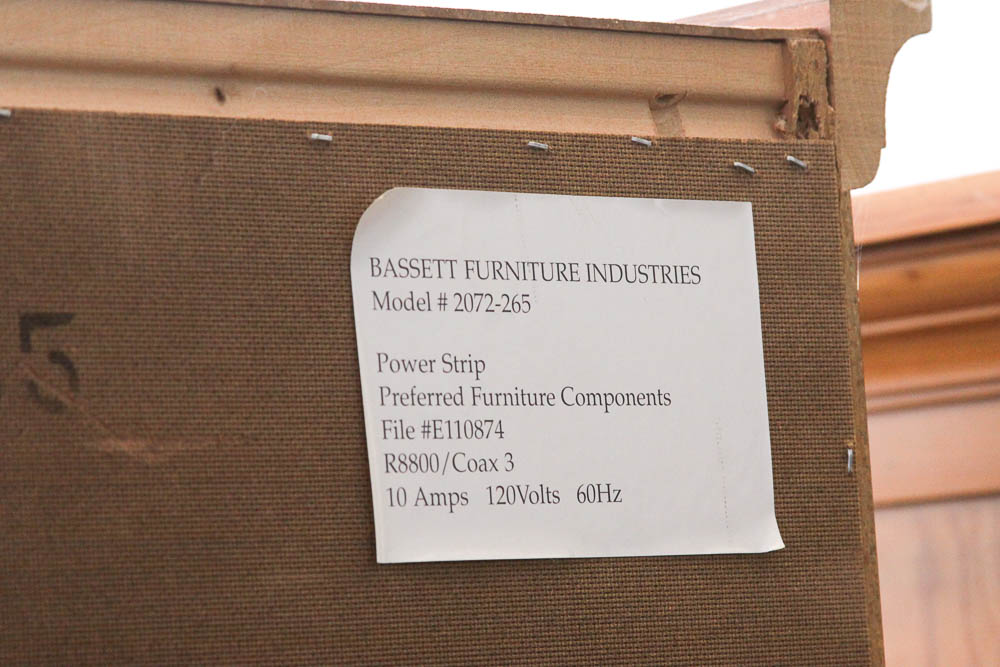 BASSETT FURNITURE INDUSTRIES
Model # 2072-265
Power Strip
Preferred Furniture Components
File #E110874
R8800/Coax 3
10 Amps 120Volts 60Hz
5